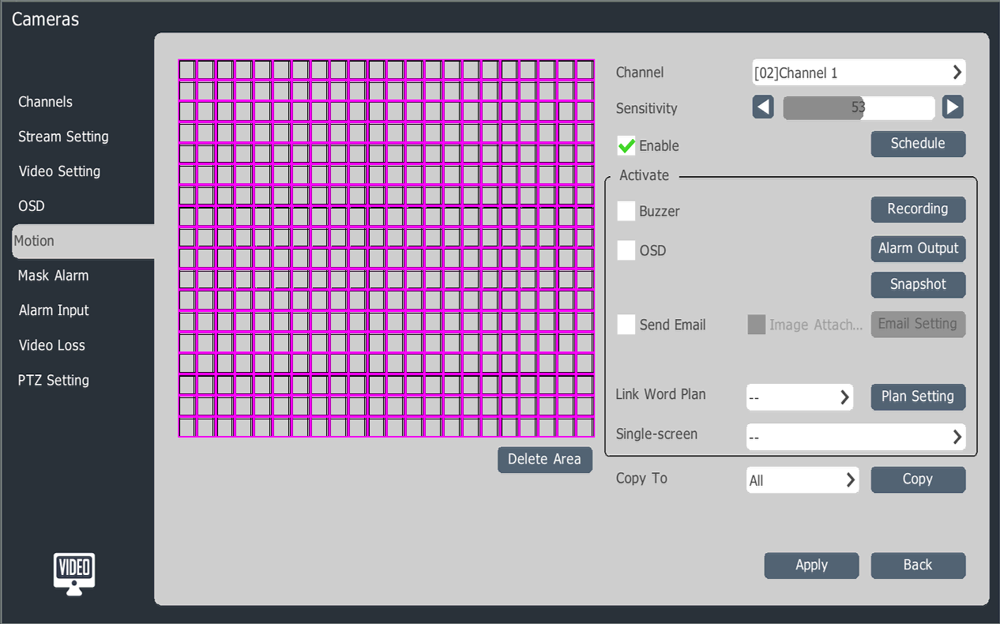 Cameras
Channels
Stream Setting
Video Setting
OSD
Motion
Mask Alarm
Alarm Input
Video Loss
PTZ Setting
VIDEO
Delete Area
Channel
[02]Channel 1
Sensitivity
53
Enable
Schedule
Activate
Buzzer
Recording
OSD
Alarm Output
Snapshot
Send Email
Image Attach...
Email Setting
Link Word Plan
--
Plan Setting
Single-screen
--
Copy To
All
Copy
Apply
Back